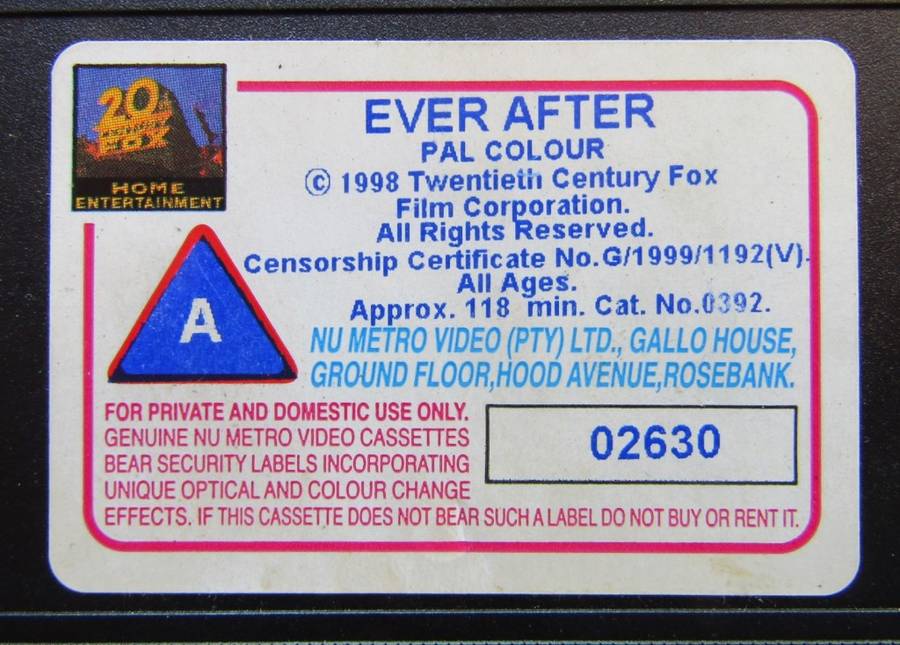 20
FOX
HOME
ENTERTAINMENT
EVER AFTER
PAL COLOUR
© 1998 Twentieth Century Fox
Film Corporation.
All Rights Reserved.
Censorship Certificate No.G/1999/1192(V).
All Ages.
Approx. 118 min. Cat. No.0392.
A
NU METRO VIDEO (PTY) LTD., GALLO HOUSE,
GROUND FLOOR,HOOD AVENUE,ROSEBANK.
FOR PRIVATE AND DOMESTIC USE ONLY.
GENUINE NU METRO VIDEO CASSETTES
BEAR SECURITY LABELS INCORPORATING
UNIQUE OPTICAL AND COLOUR CHANGE
EFFECTS. IF THIS CASSETTE DOES NOT BEAR SUCH A LABEL DO NOT BUY OR RENT IT.
02630